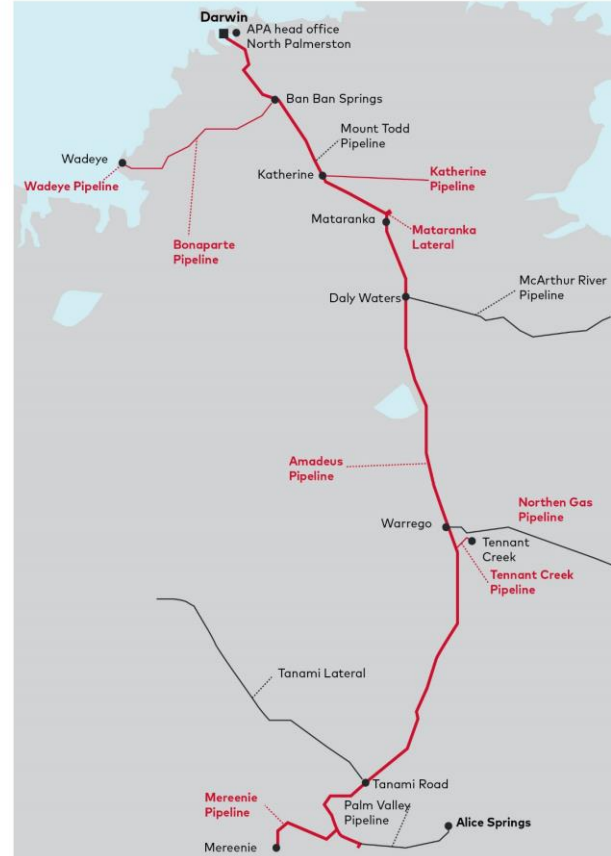 Darwin
APA head office
North Palmerston
Ban Ban Springs
Mount Todd
Pipeline
Wadeye
Wadeye Pipeline
Katherine
Katherine
Pipeline
Bonaparte
Pipeline
Mataranka
Mataranka
Lateral
McArthur River
Pipeline
Daly Waters
Amadeus
Pipeline
Northen Gas
Pipeline
Warrego
Tennant
Creek
Tennant Creek
Pipeline
Tanami Lateral
Tanami Road
Mereenie
Pipeline
Palm Valley
Pipeline
Alice Springs
Mereenie